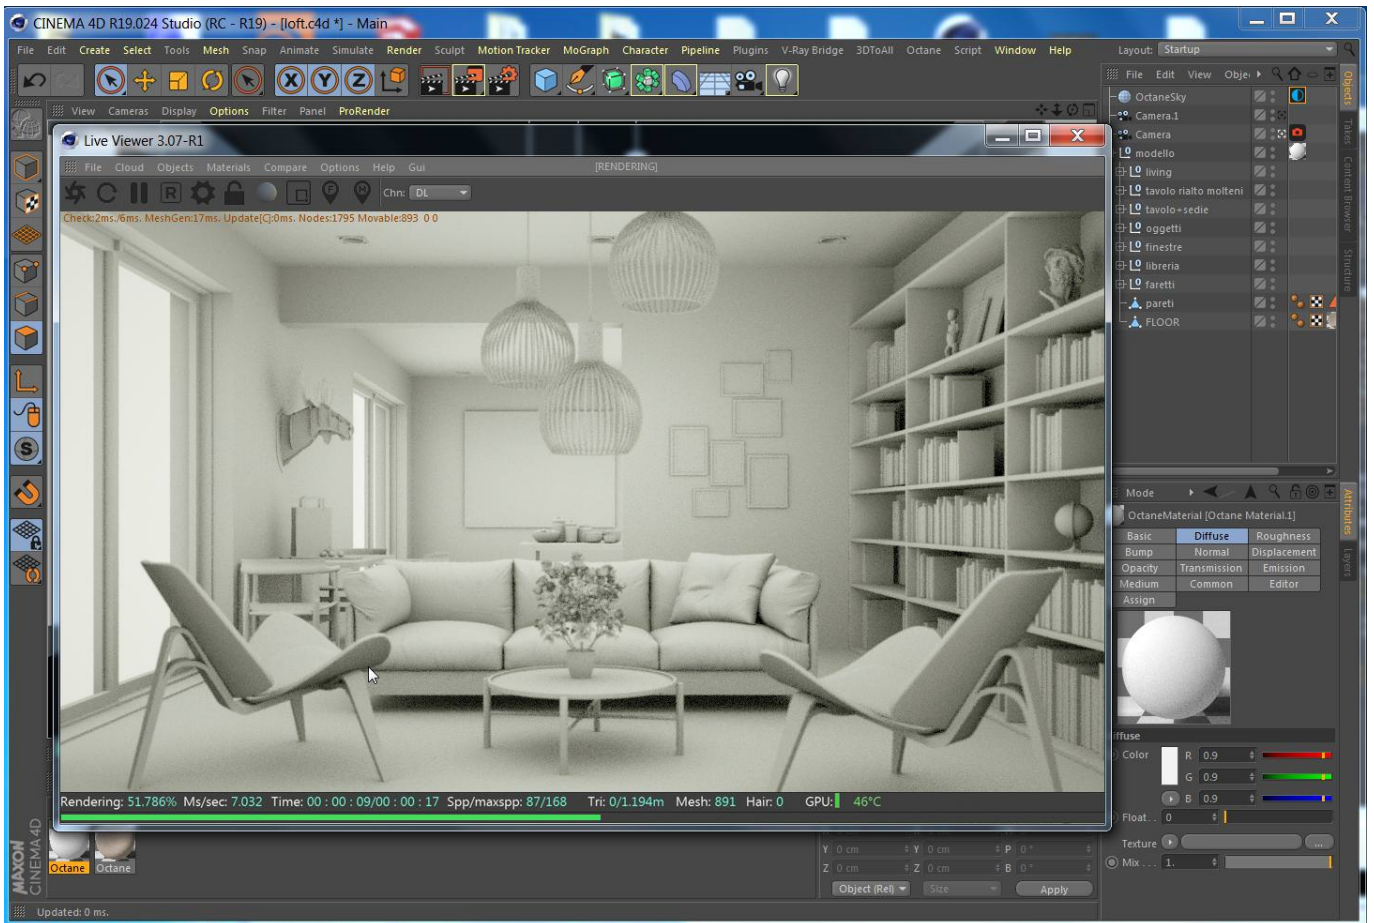 CINEMA 4D R19.024 Studio (RC - R19) - [loft.c4d *] - Main
File Edit Create Select Tools Mesh Snap Animate Simulate Render Sculpt Motion Tracker MoGraph Character Pipeline Plugins V-Ray Bridge 3DToAll Octane Script Window Help Layout: Startup
X Y Z
File Edit View Obje
View Cameras Display Options Filter Panel ProRender
Live Viewer 3.07-R1
File Cloud Objects Materials Compare Options Help Gui [RENDERING]
R F M Chn: DL
Check:2ms./6ms. MeshGen:17ms. Update[C]:0ms. Nodes:1795 Movable:893 0 0
OctaneSky
Camera.1
Camera
modello
living
tavolo rialto molteni
tavolo+sedie
oggetti
finestre
libreria
faretti
pareti
FLOOR
Objects
Takes
Content Browser
Structure
Mode
OctaneMaterial [Octane Material.1]
Basic Diffuse Roughness
Bump Normal Displacement
Opacity Transmission Emission
Medium Common Editor
Assign
Attributes
Layers
iffuse
Color R 0.9
G 0.9
B 0.9
Float. . 0
Texture ...
Mix . . . 1.
Rendering: 51.786% Ms/sec: 7.032 Time: 00 : 00 : 09/00 : 00 : 17 Spp/maxspp: 87/168 Tri: 0/1.194m Mesh: 891 Hair: 0 GPU: 46°C
Octane Octane
Y 0 cm Y 0 cm P 0 °
Z 0 cm Z 0 cm B 0 °
Object (Rel) Size Apply
MAXON
CINEMA 4D
Updated: 0 ms.